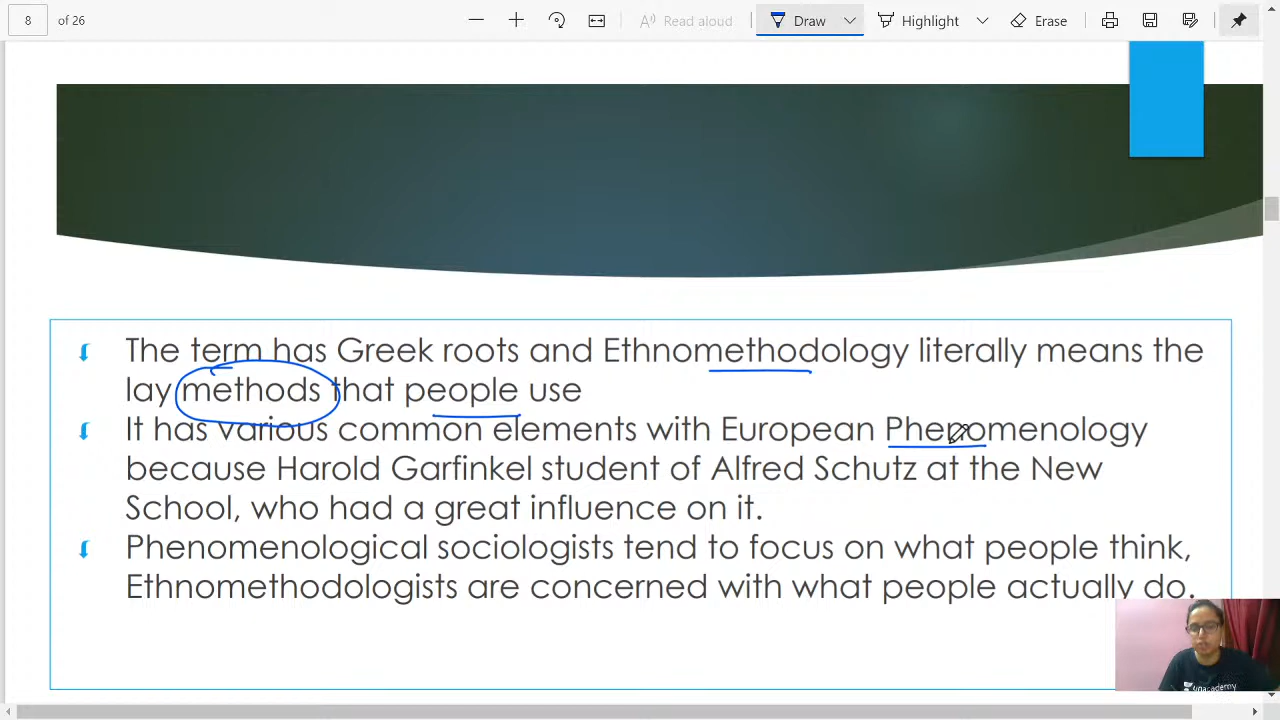 8 of 26 Read aloud Draw Highlight Erase
The term has Greek roots and Ethnomethodology literally means the
lay methods that people use
It has various common elements with European Phenomenology
because Harold Garfinkel student of Alfred Schutz at the New
School, who had a great influence on it.
Phenomenological sociologists tend to focus on what people think,
Ethnomethodologists are concerned with what people actually do.